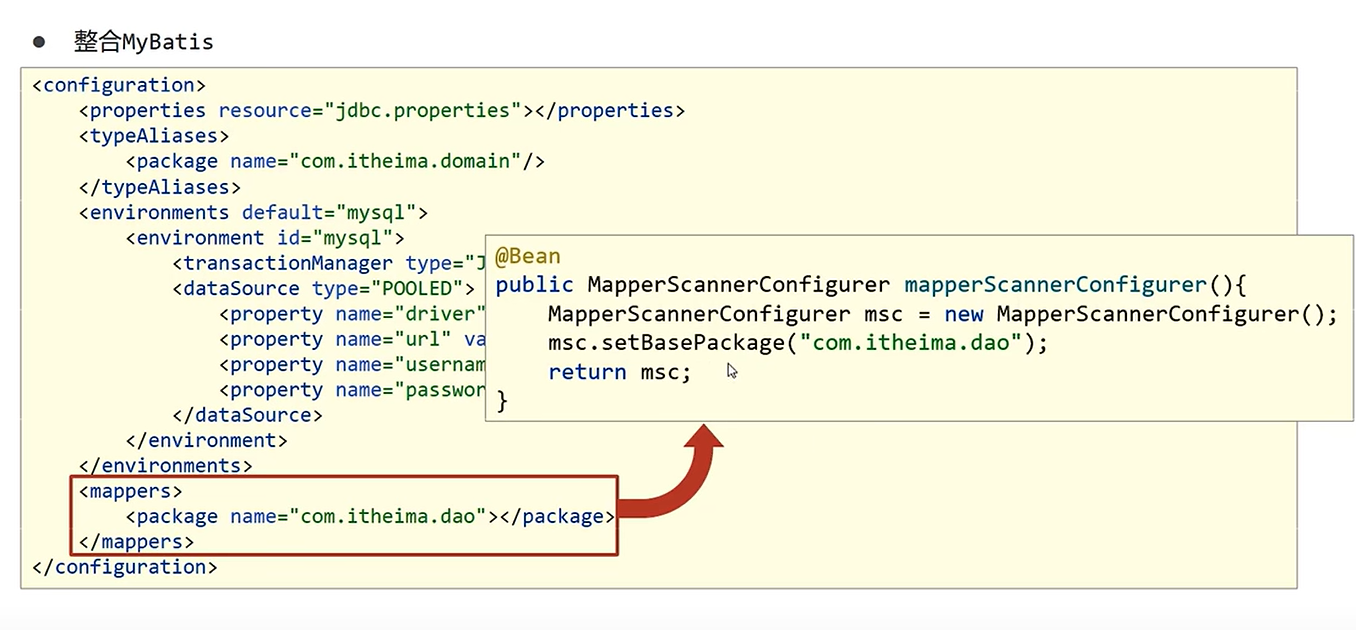 整合MyBatis
<configuration>
<properties resource="jdbc.properties"></properties>
<typeAliases>
<package name="com.itheima.domain"/>
</typeAliases>
<environments default="mysql">
<environment id="mysql">
<transactionManager type="J
<dataSource type="POOLED">
<property name="driver"
<property name="url" va
<property name="usernam
<property name="passwor
</dataSource>
</environment>
</environments>
<mappers>
<package name="com.itheima.dao"></package>
</mappers>
</configuration>
@Bean
public MapperScannerConfigurer mapperScannerConfigurer(){
MapperScannerConfigurer msc = new MapperScannerConfigurer();
msc.setBasePackage("com.itheima.dao");
return msc;
}